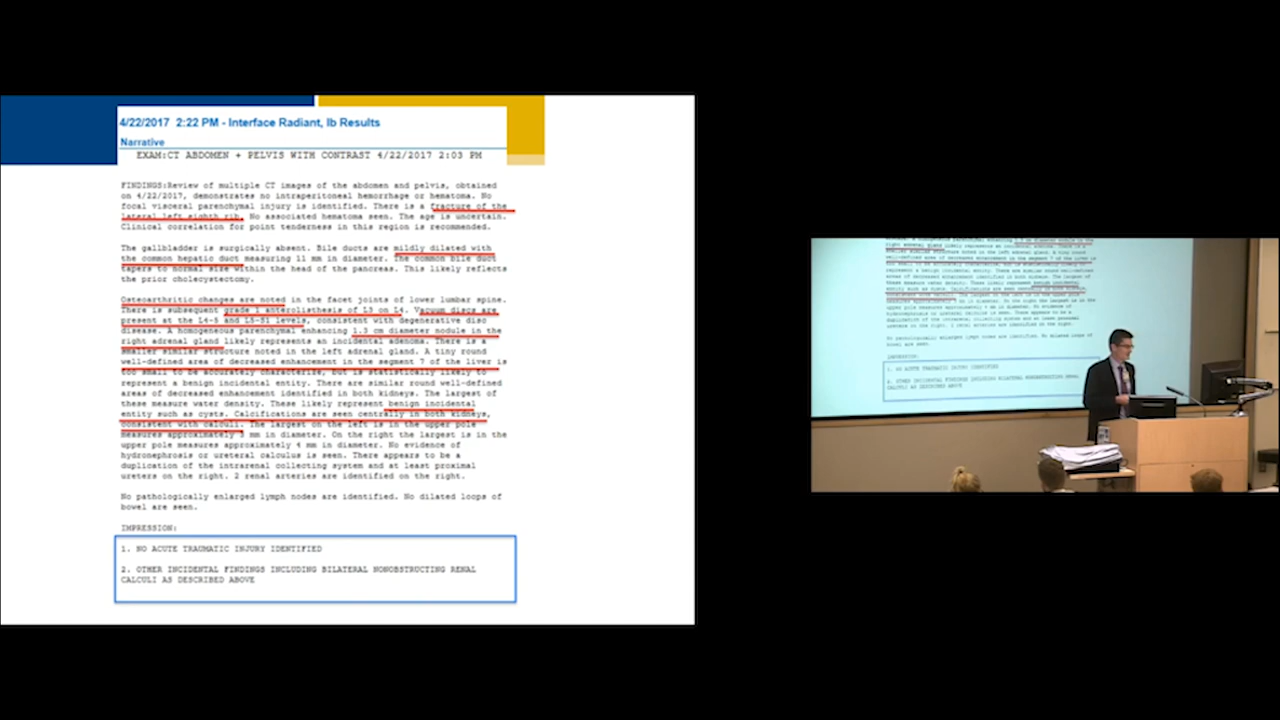 4/22/2017 2:22 PM - Interface Radiant, Ib Results
Narrative
EXAM:CT ABDOMEN + PELVIS WITH CONTRAST 4/22/2017 2:03 PM
FINDINGS:Review of multiple CT images of the abdomen and pelvis, obtained
on 4/22/2017, demonstrates no intraperitoneal hemorrhage or hematoma. No
focal visceral parenchymal injury is identified. There is a fracture of the
lateral left eighth rib. No associated hematoma seen. The age is uncertain.
Clinical correlation for point tenderness in this region is recommended.
The gallbladder is surgically absent. Bile ducts are mildly dilated with
the common hepatic duct measuring 11 mm in diameter. The common bile duct
tapers to normal size within the head of the pancreas. This likely reflects
the prior cholecystectomy.
Osteoarthritic changes are noted in the facet joints of lower lumbar spine.
There is subsequent grade 1 anterolisthesis of L3 on L4. Vacuum discs are
present at the L4-5 and L5-S1 levels, consistent with degenerative disc
disease. A homogeneous parenchymal enhancing 1.3 cm diameter nodule in the
right adrenal gland likely represents an incidental adenoma. There is a
smaller similar structure noted in the left adrenal gland. A tiny round
well-defined area of decreased enhancement in the segment 7 of the liver is
too small to be accurately characterize, but is statistically likely to
represent a benign incidental entity. There are similar round well-defined
areas of decreased enhancement identified in both kidneys. The largest of
these measure water density. These likely represent benign incidental
entity such as cysts. Calcifications are seen centrally in both kidneys,
consistent with calculi. The largest on the left is in the upper pole
measures approximately 3 mm in diameter. On the right the largest is in the
upper pole measures approximately 4 mm in diameter. No evidence of
hydronephrosis or ureteral calculus is seen. There appears to be a
duplication of the intrarenal collecting system and at least proximal
ureters on the right. 2 renal arteries are identified on the right.
No pathologically enlarged lymph nodes are identified. No dilated loops of
bowel are seen.
IMPRESSION:
1. NO ACUTE TRAUMATIC INJURY IDENTIFIED
2. OTHER INCIDENTAL FINDINGS INCLUDING BILATERAL NONOBSTRUCTING RENAL
CALCULI AS DESCRIBED ABOVE